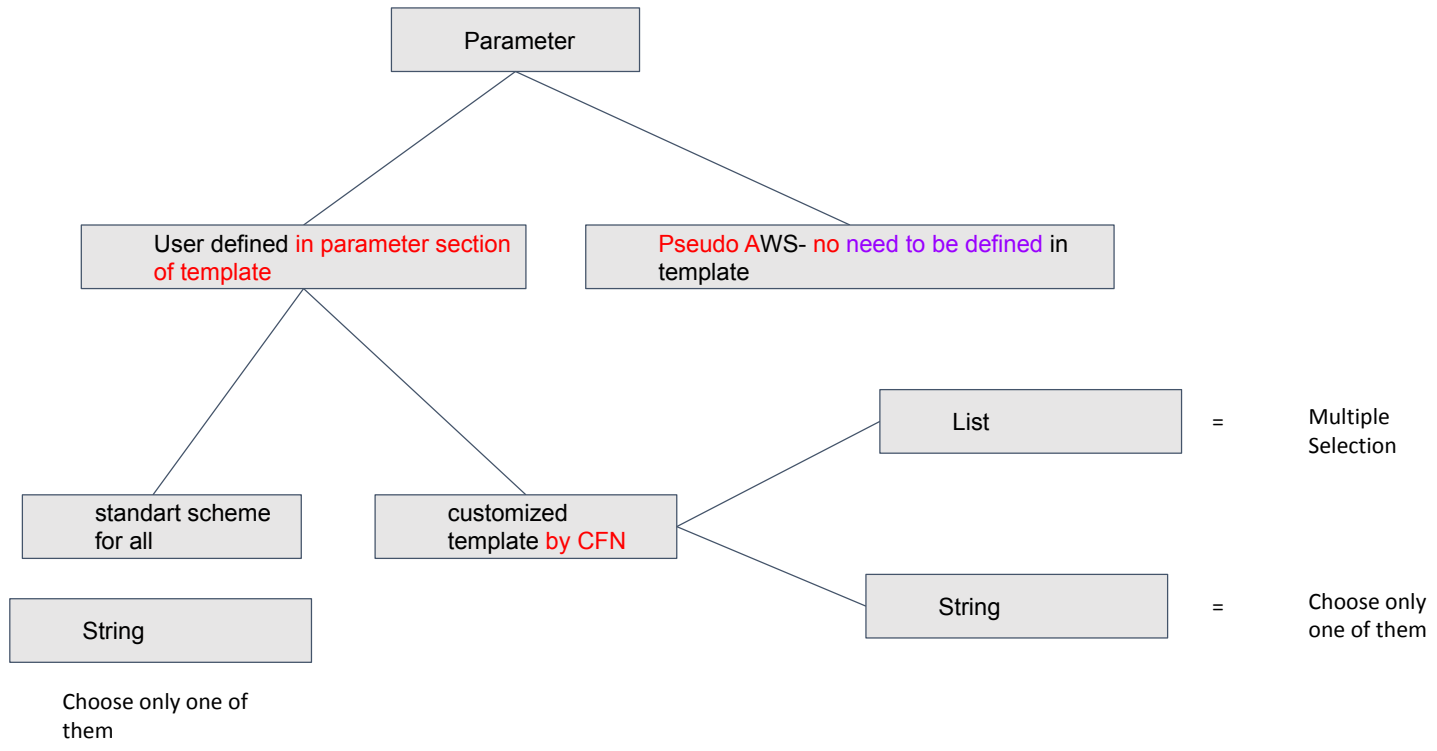 Parameter
User defined in parameter section
of template
Pseudo AWS- no need to be defined in
template
List
=
Multiple
Selection
standart scheme
for all
customized
template by CFN
String
=
Choose only
one of them
String
Choose only one of
them